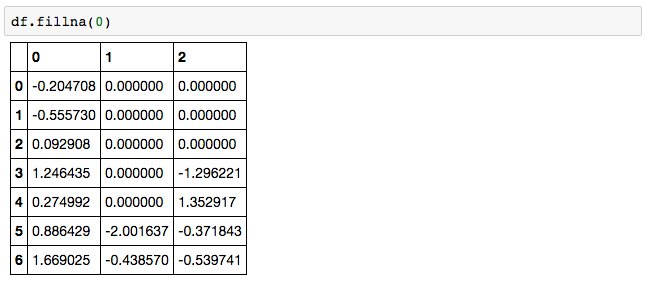 df.fillna(0)
0 1 2
0 -0.204708 0.000000 0.000000
1 -0.555730 0.000000 0.000000
2 0.092908 0.000000 0.000000
3 1.246435 0.000000 -1.296221
4 0.274992 0.000000 1.352917
5 0.886429 -2.001637 -0.371843
6 1.669025 -0.438570 -0.539741